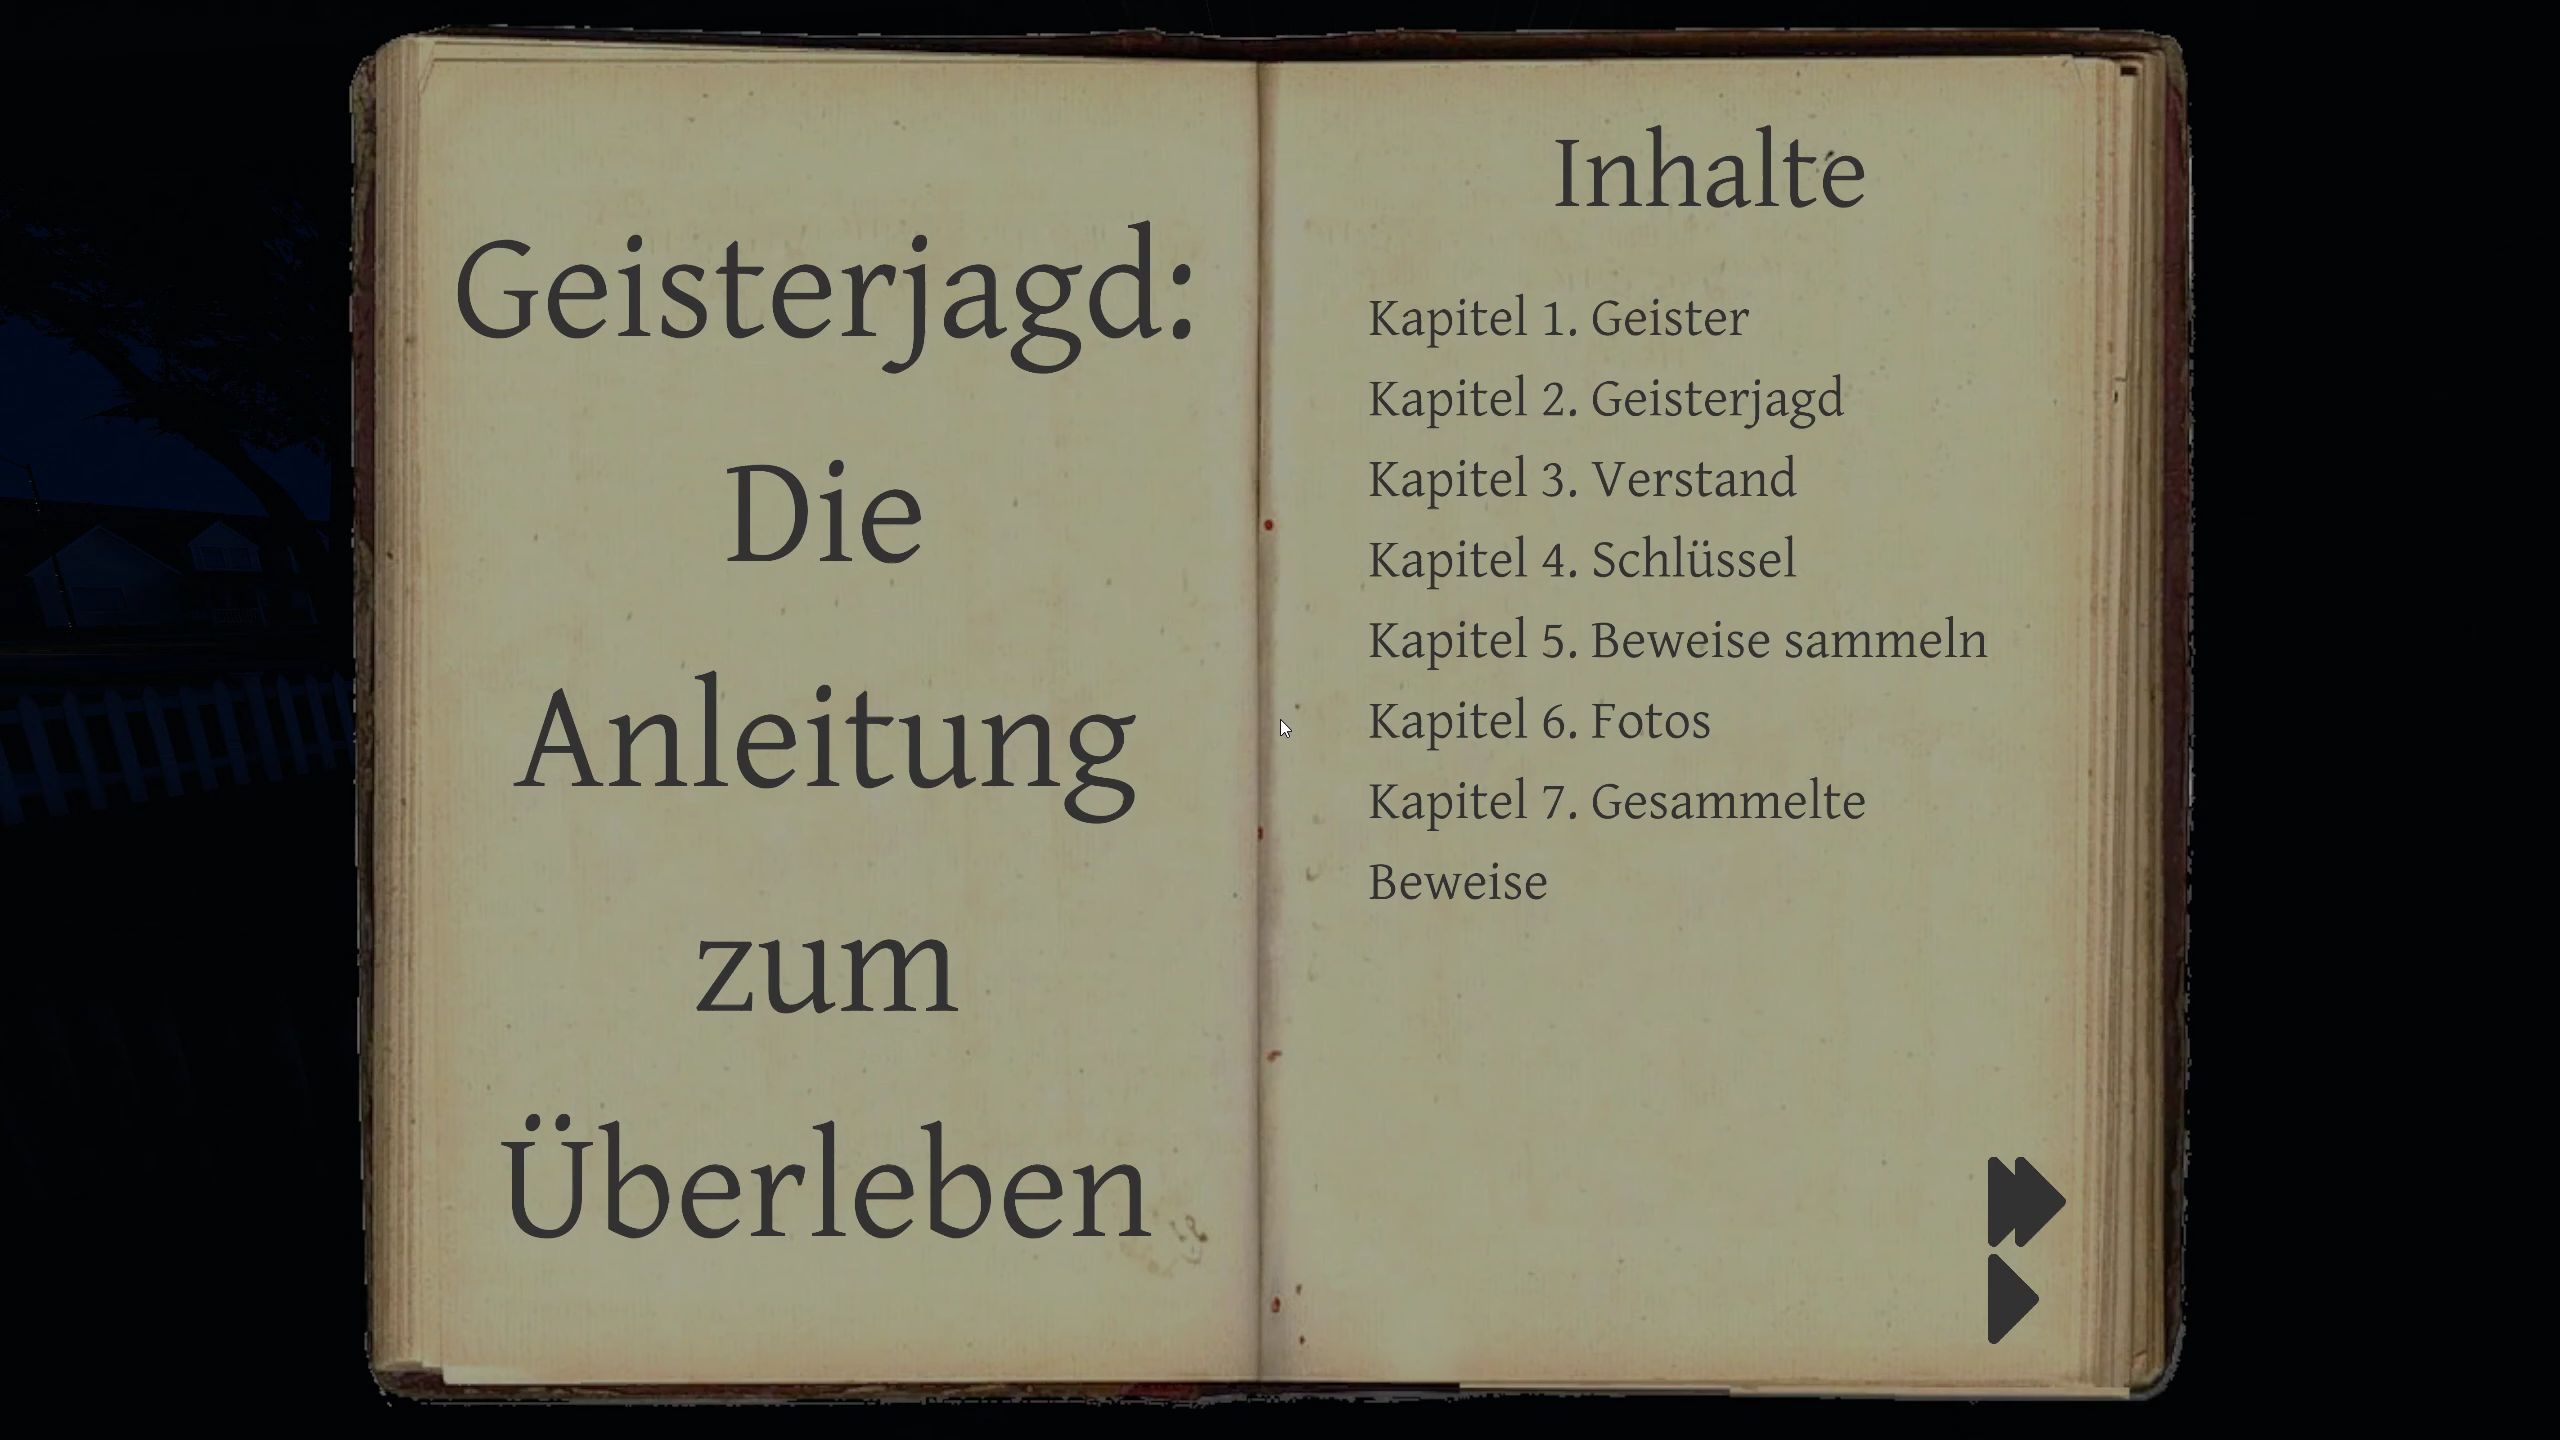 Geisterjagd:
Die
Anleitung
zum
Überleben
Inhalte
Kapitel 1. Geister
Kapitel 2. Geisterjagd
Kapitel 3. Verstand
Kapitel 4. Schlüssel
Kapitel 5. Beweise sammeln
Kapitel 6. Fotos
Kapitel 7. Gesammelte
Beweise